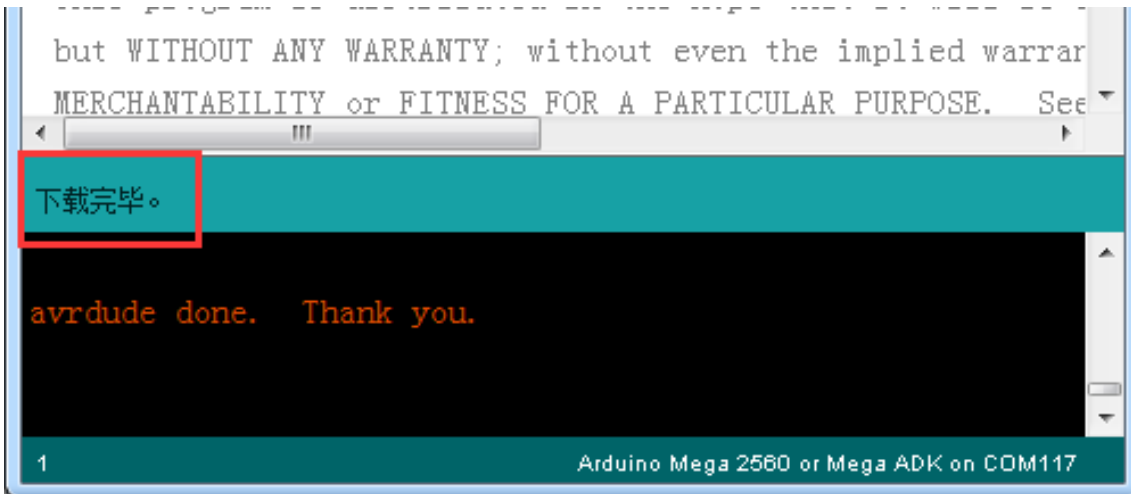 but WITHOUT ANY WARRANTY; without even the implied warrar
MERCHANTABILITY or FITNESS FOR A PARTICULAR PURPOSE.  See
下载完毕。
avrdude done.  Thank you.
1
Arduino Mega 2560 or Mega ADK on COM117